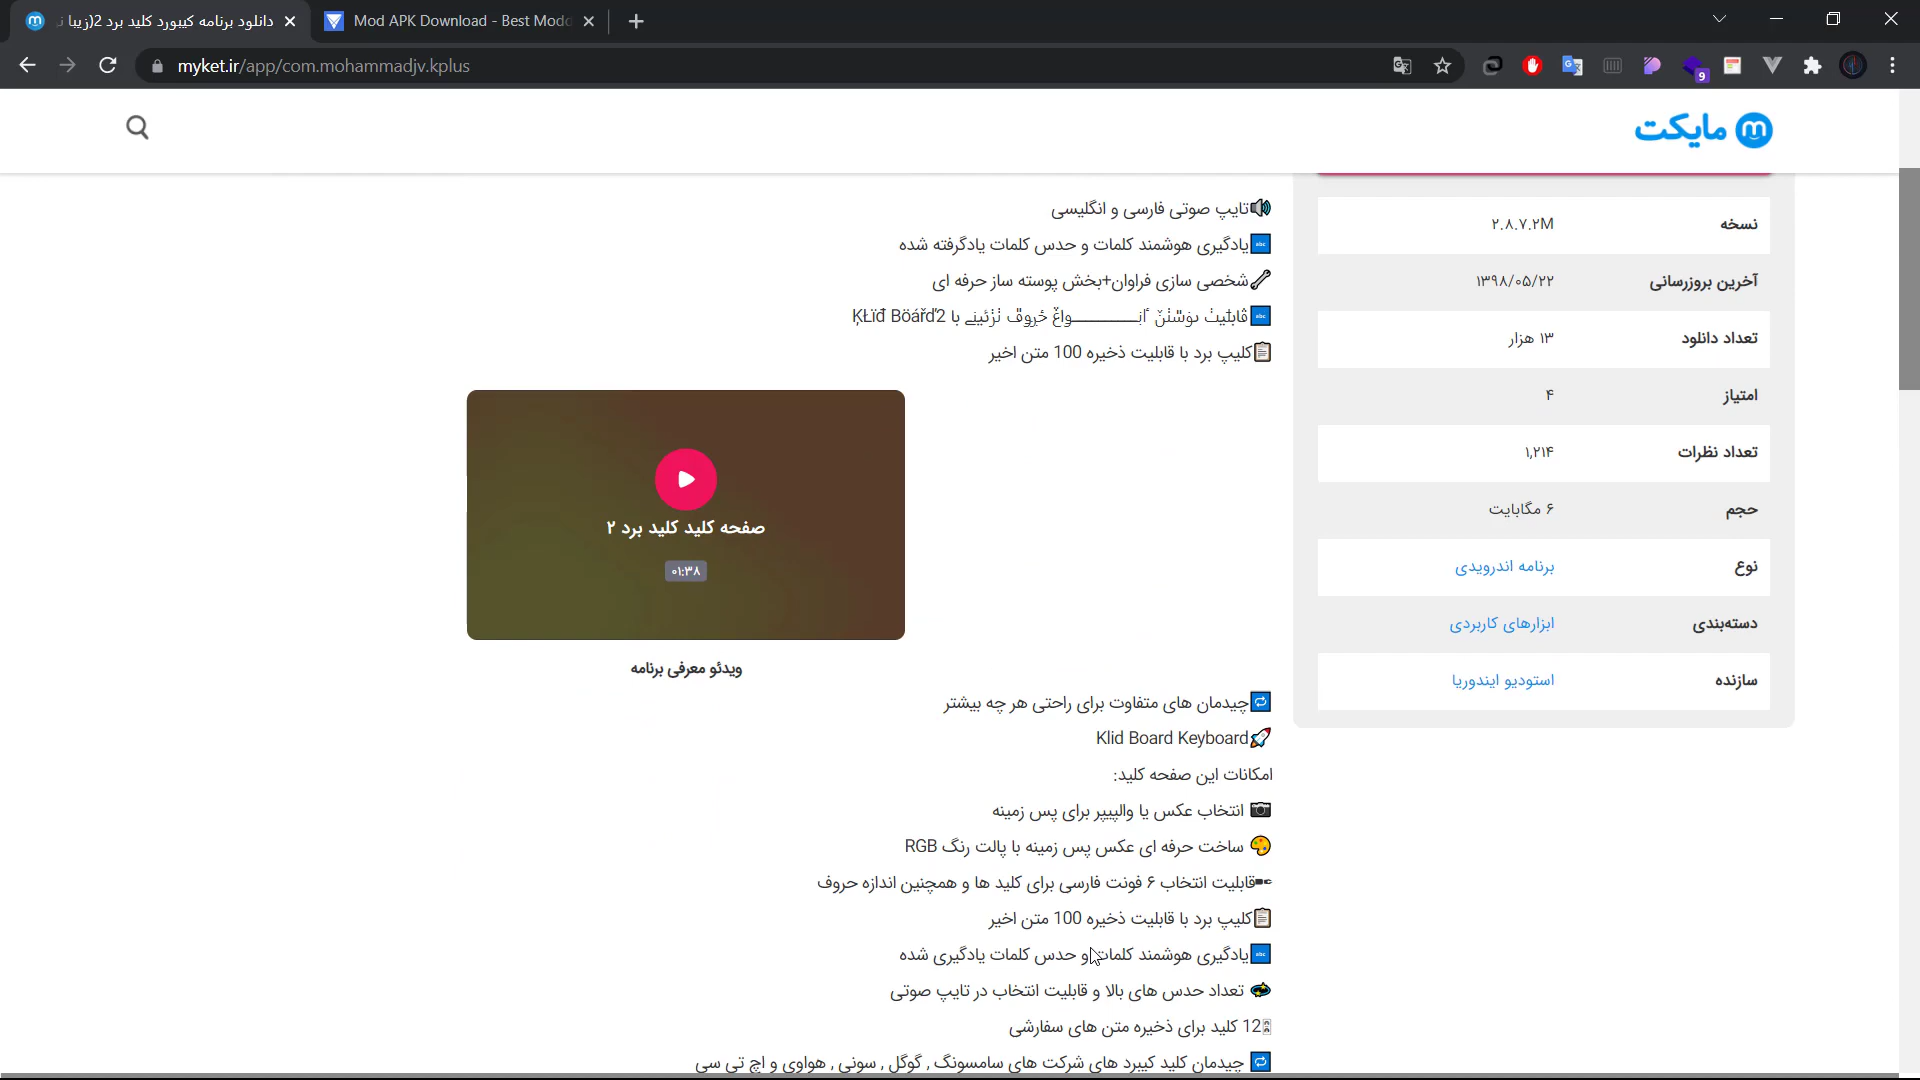 دانلود برنامه کیبورد کلید برد 2(زیبا
Mod APK Download - Best Modd
myket.ir/app/com.mohammadjv.kplus
9
مایکت
تایپ صوتی فارسی و انگلیسی
یادگیری هوشمند کلمات و حدس کلمات یادگرفته شده
شخصی سازی فراوان+بخش پوسته ساز حرفه ای
با ĶŁïđ Böářď2
کلیپ برد با قابلیت ذخیره 100 متن اخیر
صفحه کلید کلید برد ۲
۰۱:۳۸
ویدئو معرفی برنامه
چیدمان های متفاوت برای راحتی هر چه بیشتر
Klid Board Keyboard
امکانات این صفحه کلید:
انتخاب عکس یا والپیپر برای پس زمینه
ساخت حرفه ای عکس پس زمینه با پالت رنگ RGB
قابلیت انتخاب ۶ فونت فارسی برای کلید ها و همچنین اندازه حروف
کلیپ برد با قابلیت ذخیره 100 متن اخیر
یادگیری هوشمند کلمات و حدس کلمات یادگیری شده
تعداد حدس های بالا و قابلیت انتخاب در تایپ صوتی
12 کلید برای ذخیره متن های سفارشی
چیدمان کلید کیبرد های شرکت های سامسونگ , گوگل , سونی , هواوی و اچ تی سی
نسخه ۲.۸.۷.۲M
آخرین بروزرسانی ۱۳۹۸/۰۵/۲۲
تعداد دانلود ۱۳ هزار
امتیاز ۴
تعداد نظرات ۱,۲۱۴
حجم ۶ مگابایت
نوع برنامه اندرویدی
دسته‌بندی ابزارهای کاربردی
سازنده استودیو ایندوریا